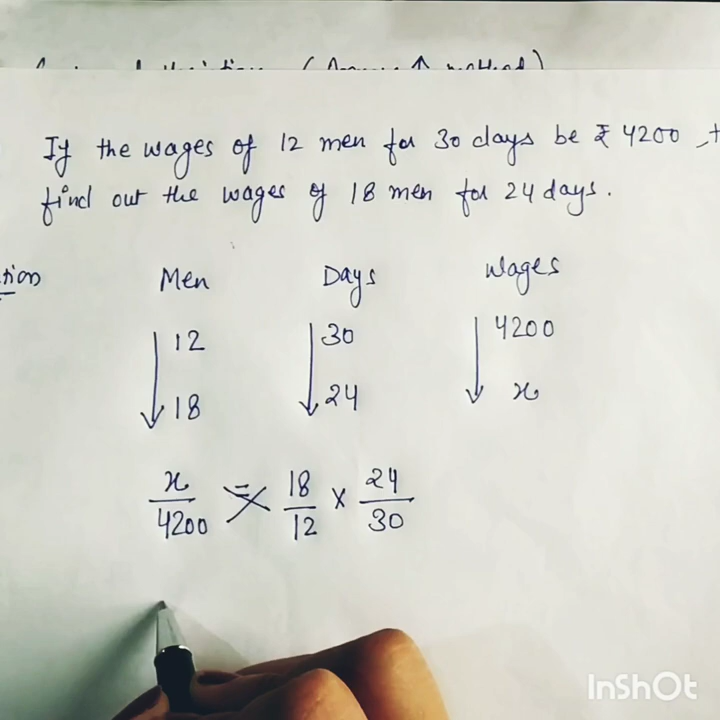 If the wages of 12 men for 30 days be ₹ 4200,
find out the wages of 18 men for 24 days.
Men Days Wages
12 30 4200
18 24 x
x/4200 = 18/12 × 24/30
InShOt